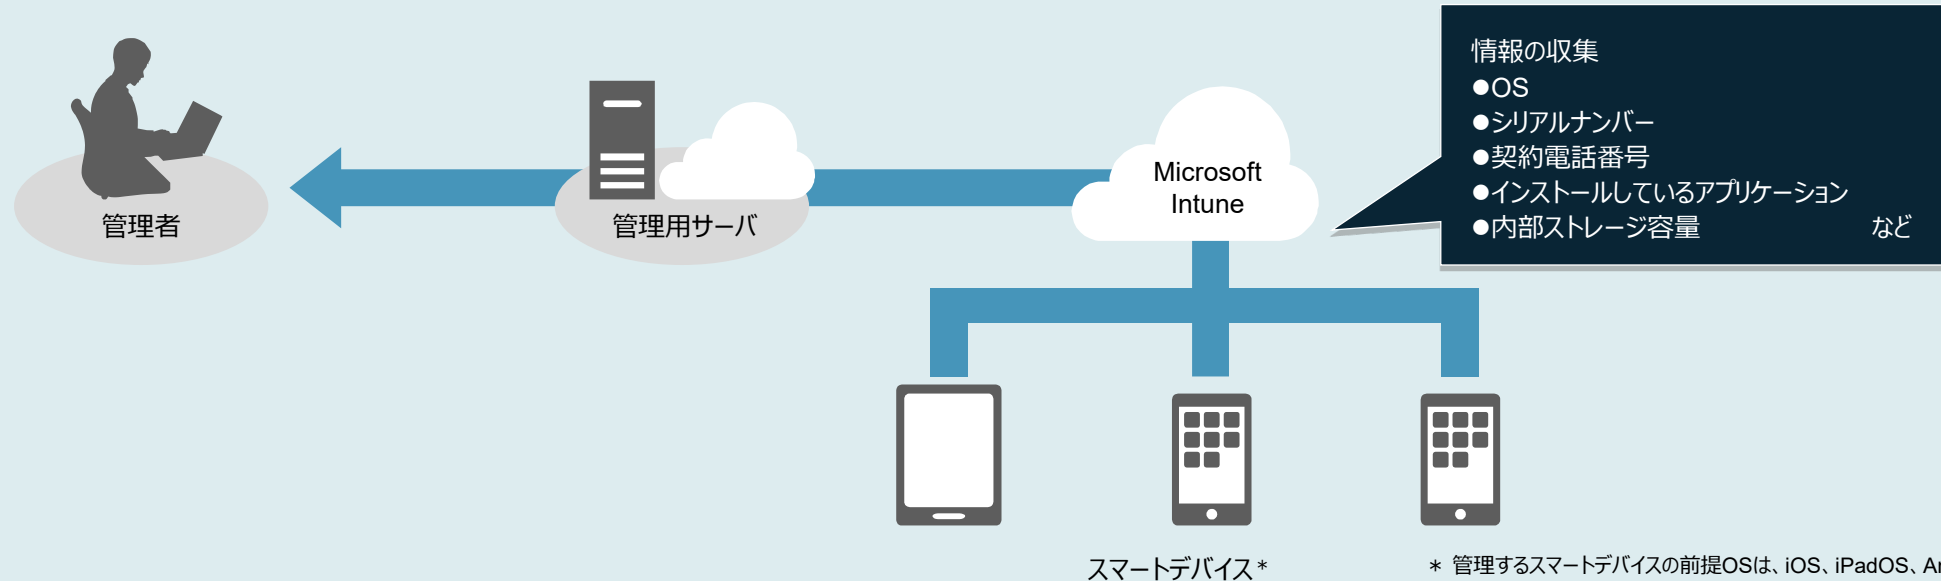 情報の収集
●OS
●シリアルナンバー
●契約電話番号
●インストールしているアプリケーション
●内部ストレージ容量 など
Microsoft
Intune
管理者
管理用サーバ
スマートデバイス*
* 管理するスマートデバイスの前提OSは、iOS、iPadOS、